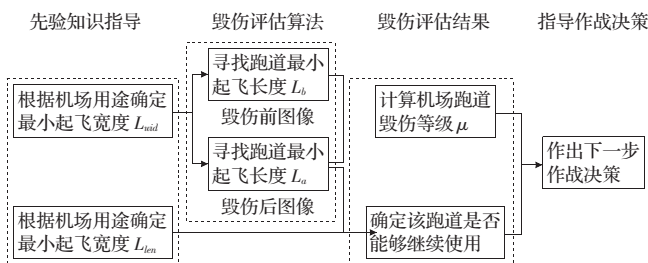 先验知识指导
毁伤评估算法
毁伤评估结果
指导作战决策
根据机场用途确定
最小起飞宽度 L_wid
根据机场用途确定
最小起飞宽度 L_len
寻找跑道最小
起飞长度 L_b
毁伤前图像
寻找跑道最小
起飞长度 L_a
毁伤后图像
计算机场跑道
毁伤等级 μ
确定该跑道是否
能够继续使用
作出下一步
作战决策